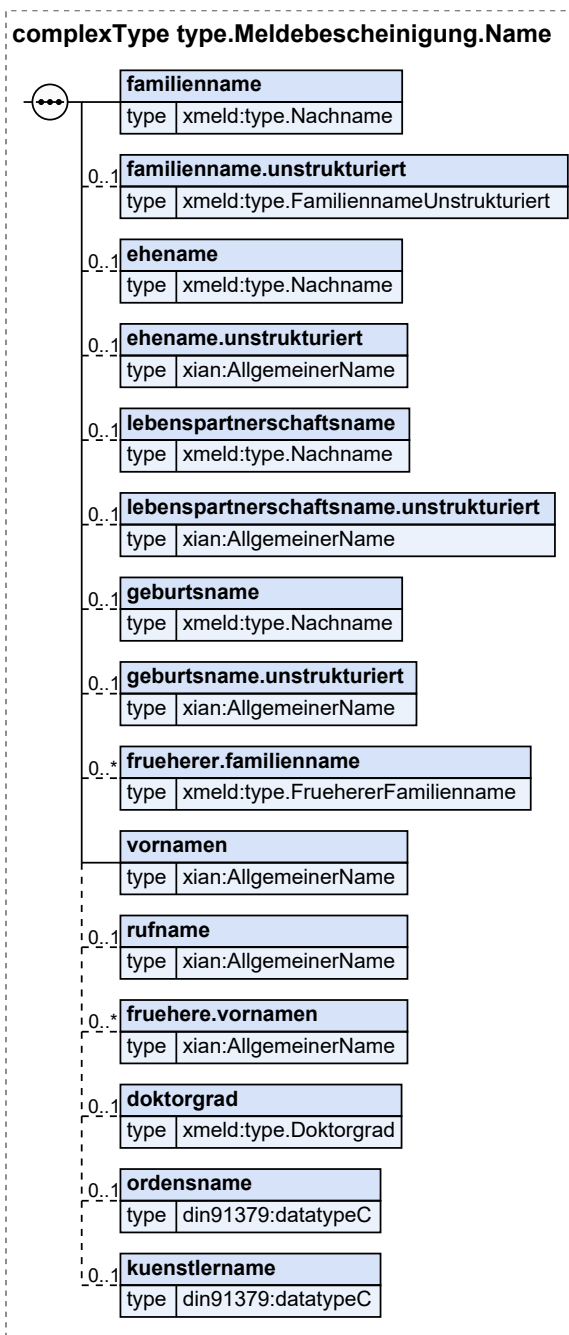 complexType type.Meldebescheinigung.Name
familienname
type xmeld:type.Nachname
0..1 familienname.unstrukturiert
type xmeld:type.FamiliennameUnstrukturiert
0..1 ehename
type xmeld:type.Nachname
0..1 ehename.unstrukturiert
type xian:AllgemeinerName
0..1 lebenspartnerschaftsname
type xmeld:type.Nachname
0..1 lebenspartnerschaftsname.unstrukturiert
type xian:AllgemeinerName
0..1 geburtsname
type xmeld:type.Nachname
0..1 geburtsname.unstrukturiert
type xian:AllgemeinerName
0..* frueherer.familienname
type xmeld:type.FruehererFamilienname
vornamen
type xian:AllgemeinerName
0..1 rufname
type xian:AllgemeinerName
0..* fruehere.vornamen
type xian:AllgemeinerName
0..1 doktorgrad
type xmeld:type.Doktorgrad
0..1 ordensname
type din91379:datatypeC
0..1 kuenstlername
type din91379:datatypeC